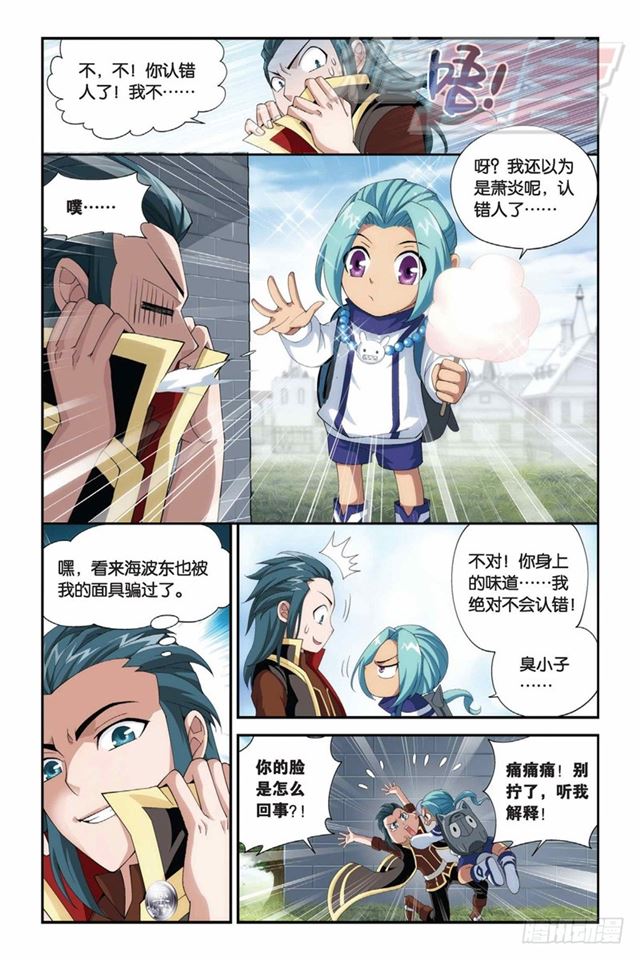 不，不！你认错
人了！我不……
唔！
噗……
呀？我还以为
是萧炎呢，认
错人了……
嘿，看来海波东也被
我的面具骗过了。
不对！你身上
的味道……我
绝对不会认错！
臭小子
……
你的脸
是怎么
回事？！
痛痛痛！别
拧了，听我
解释！
腾讯动漫